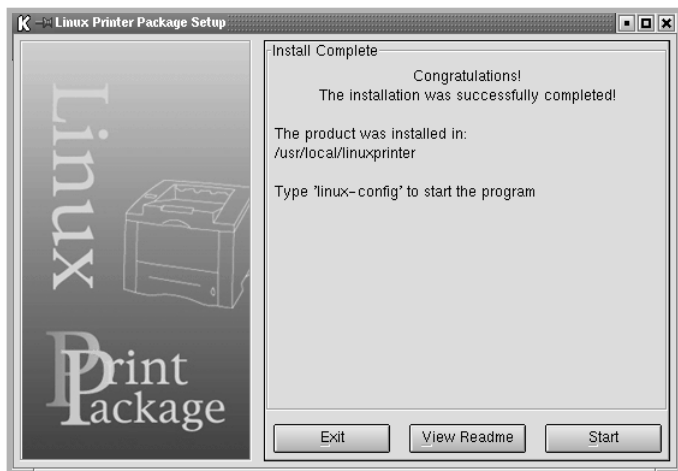 Linux Printer Package Setup
Linux
Print
Package
Install Complete
Congratulations!
The installation was successfully completed!
The product was installed in:
/usr/local/linuxprinter
Type 'linux-config' to start the program
Exit
View Readme
Start